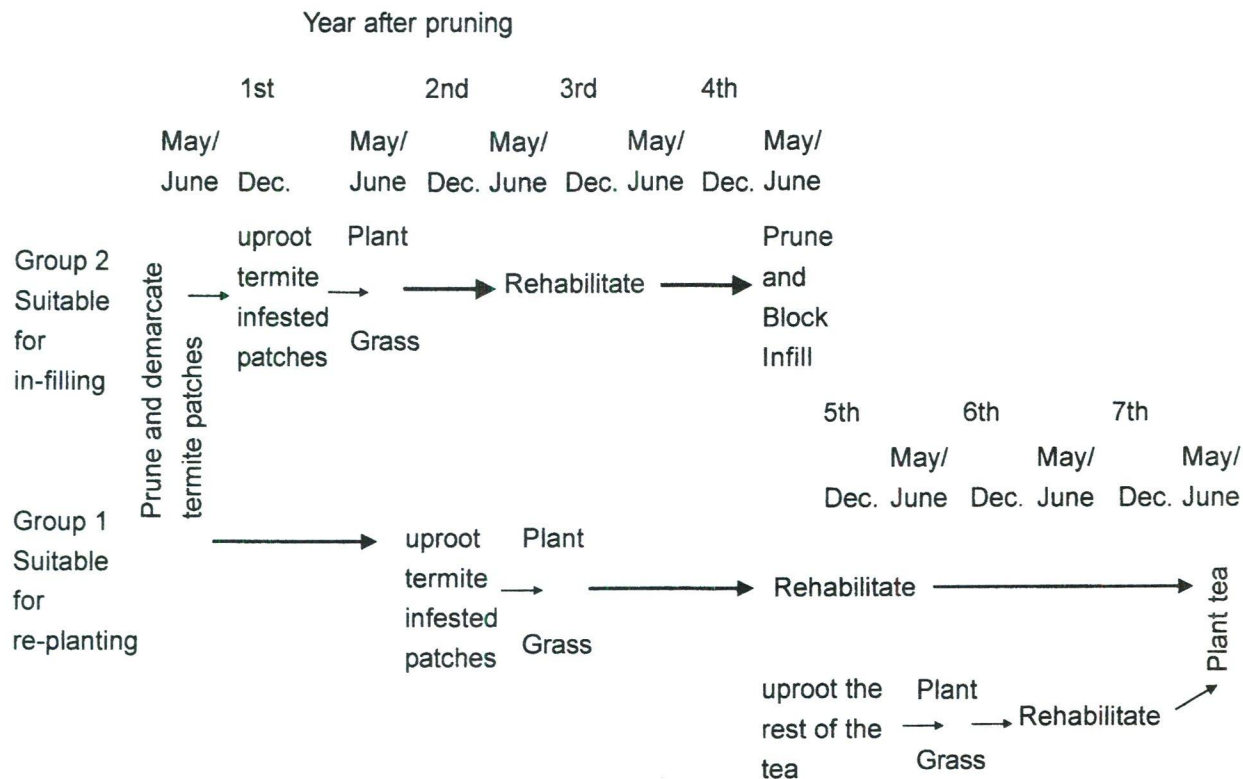 Year after pruning
1st 2nd 3rd 4th
May/ May/ May/ May/ May/
June Dec. June Dec. June Dec. June Dec. June
Group 2
Suitable
for
in-filling
Prune and demarcate
termite patches
uproot
termite
infested
patches
Plant
Grass
Rehabilitate
Prune
and
Block
Infill
5th 6th 7th
May/ May/ May/
Dec. June Dec. June Dec. June
Group 1
Suitable
for
re-planting
uproot
termite
infested
patches
Plant
Grass
Rehabilitate
Plant tea
uproot the
rest of the
tea
Plant
Grass
Rehabilitate